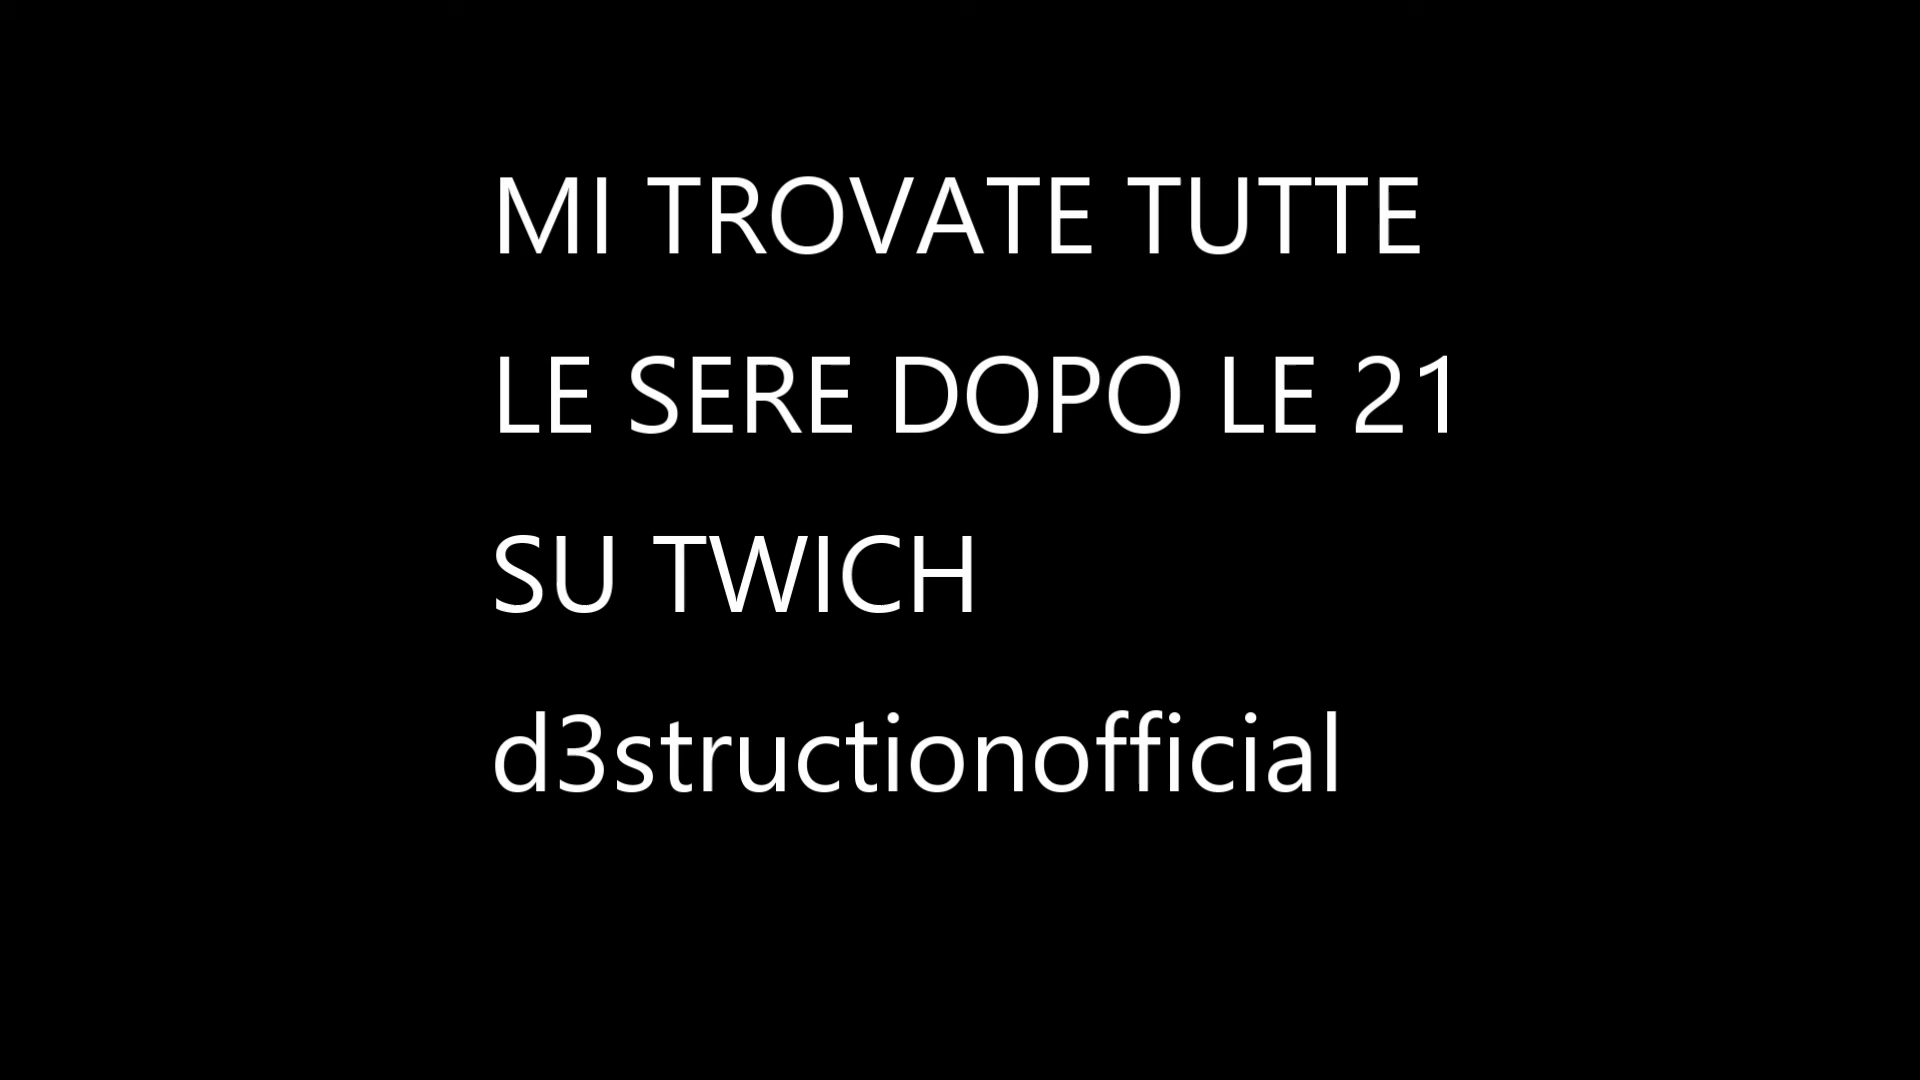 MI TROVATE TUTTE
LE SERE DOPO LE 21
SU TWICH
d3structionofficial